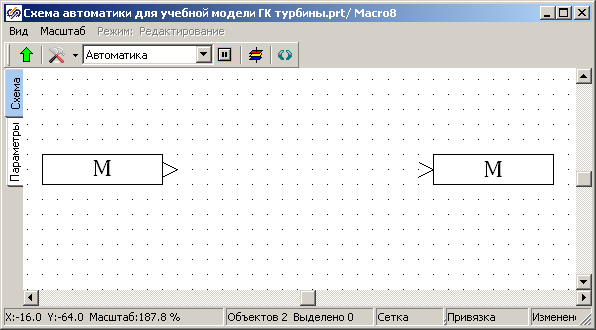 Схема автоматики для учебной модели ГК турбины.prt/ Macro8
Вид Масштаб Режим: Редактирование
Автоматика
Схема
Параметры
М М
X:-16.0 Y:-64.0 Масштаб:187.8 % Объектов 2 Выделено 0 Сетка Привязка Изменено